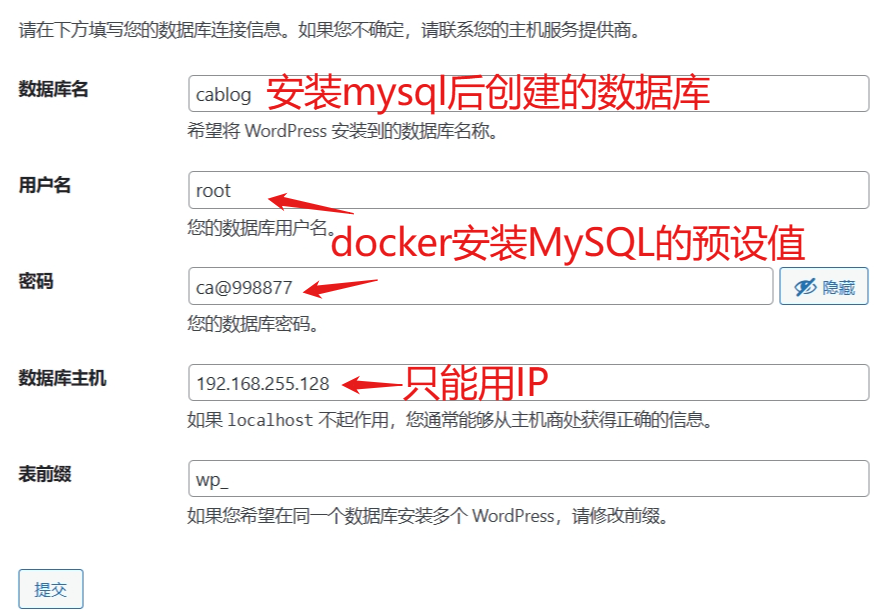 请在下方填写您的数据库连接信息。如果您不确定，请联系您的主机服务提供商。
数据库名
cablog
安装mysql后创建的数据库
希望将 WordPress 安装到的数据库名称。
用户名
root
您的数据库用户名。
docker安装MySQL的预设值
密码
ca@998877
隐藏
您的数据库密码。
数据库主机
192.168.255.128
只能用IP
如果 localhost 不起作用，您通常能够从主机商处获得正确的信息。
表前缀
wp_
如果您希望在同一个数据库安装多个 WordPress，请修改前缀。
提交